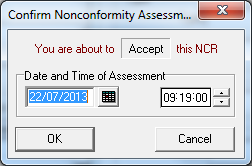 Confirm Nonconformity Assessm...
You are about to Accept this NCR
Date and Time of Assessment
22/07/2013 09:19:00
OK Cancel